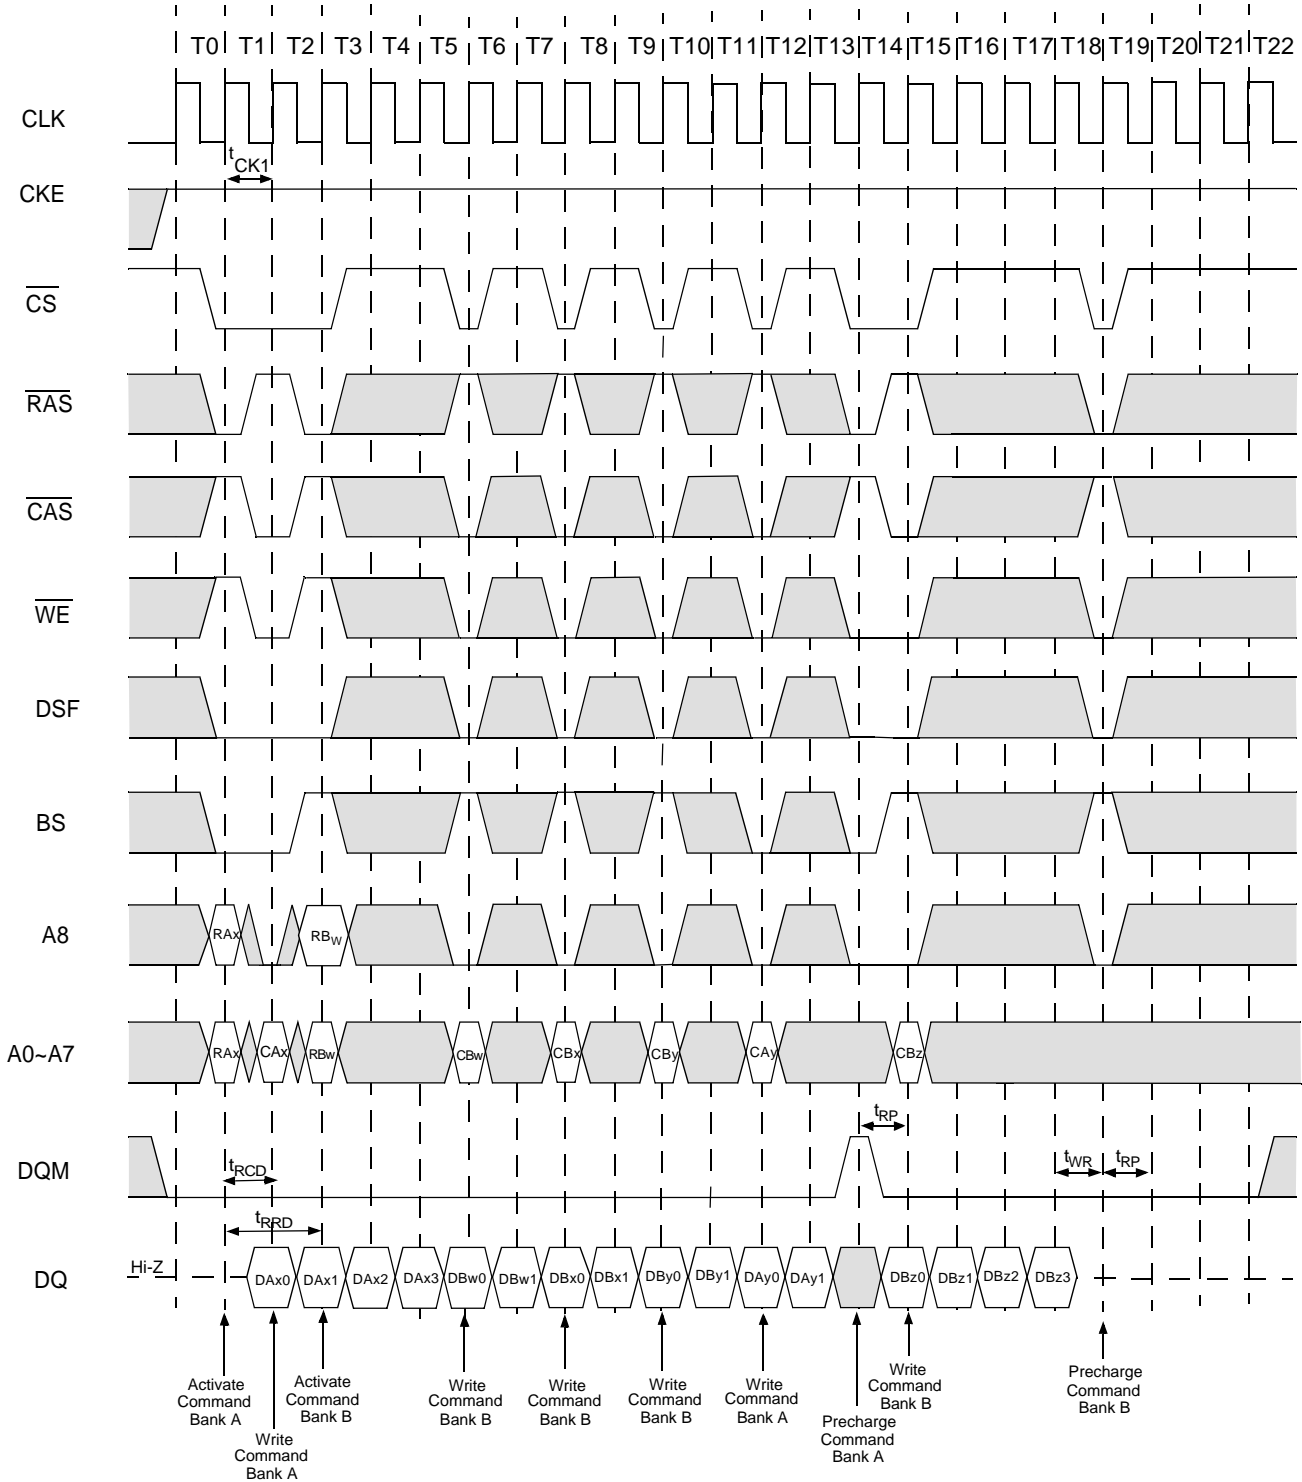 T0 T1 T2 T3 T4 T5 T6 T7 T8 T9 T10 T11 T12 T13 T14 T15 T16 T17 T18 T19 T20 T21 T22
CLK
tCK1
CKE
CS
RAS
CAS
WE
DSF
BS
A8
RAx RBW
A0~A7
RAx CAx RBw CBw CBx CBy CAy CBz
tRP
DQM
tRCD
tWR tRP
tRRD
DQ
Hi-Z
DAx0 DAx1 DAx2 DAx3 DBw0 DBw1 DBx0 DBx1 DBy0 DBy1 DAy0 DAy1 DBz0 DBz1 DBz2 DBz3
Activate
Command
Bank A
Write
Command
Bank A
Activate
Command
Bank B
Write
Command
Bank B
Write
Command
Bank B
Write
Command
Bank B
Write
Command
Bank A
Precharge
Command
Bank A
Write
Command
Bank B
Precharge
Command
Bank B